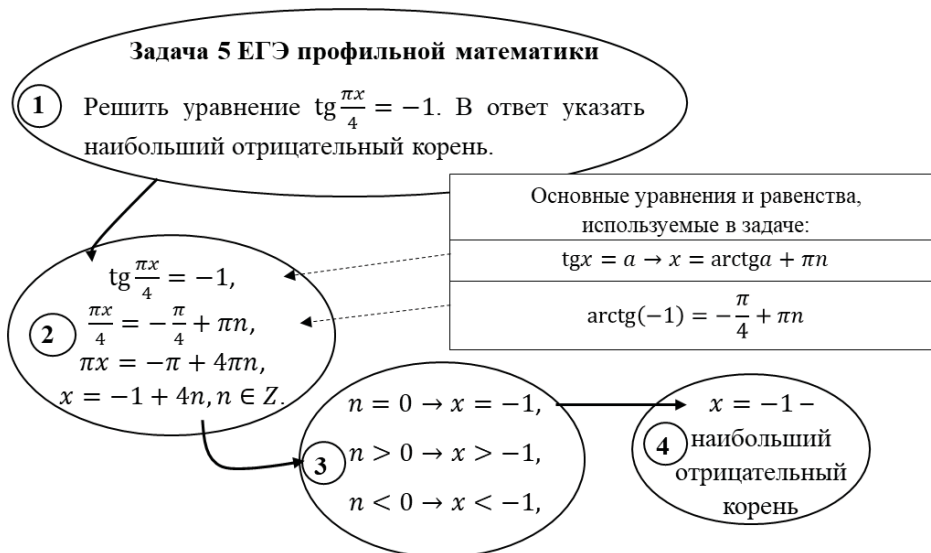 Задача 5 ЕГЭ профильной математики
1
Решить уравнение tg πx/4 = −1. В ответ указать
наибольший отрицательный корень.
Основные уравнения и равенства,
используемые в задаче:
tgx = a → x = arctga + πn
arctg(−1) = −π/4 + πn
2
tg πx/4 = −1,
πx/4 = −π/4 + πn,
πx = −π + 4πn,
x = −1 + 4n, n ∈ Z.
3
n = 0 → x = −1,
n > 0 → x > −1,
n < 0 → x < −1,
4
x = −1 –
наибольший
отрицательный
корень